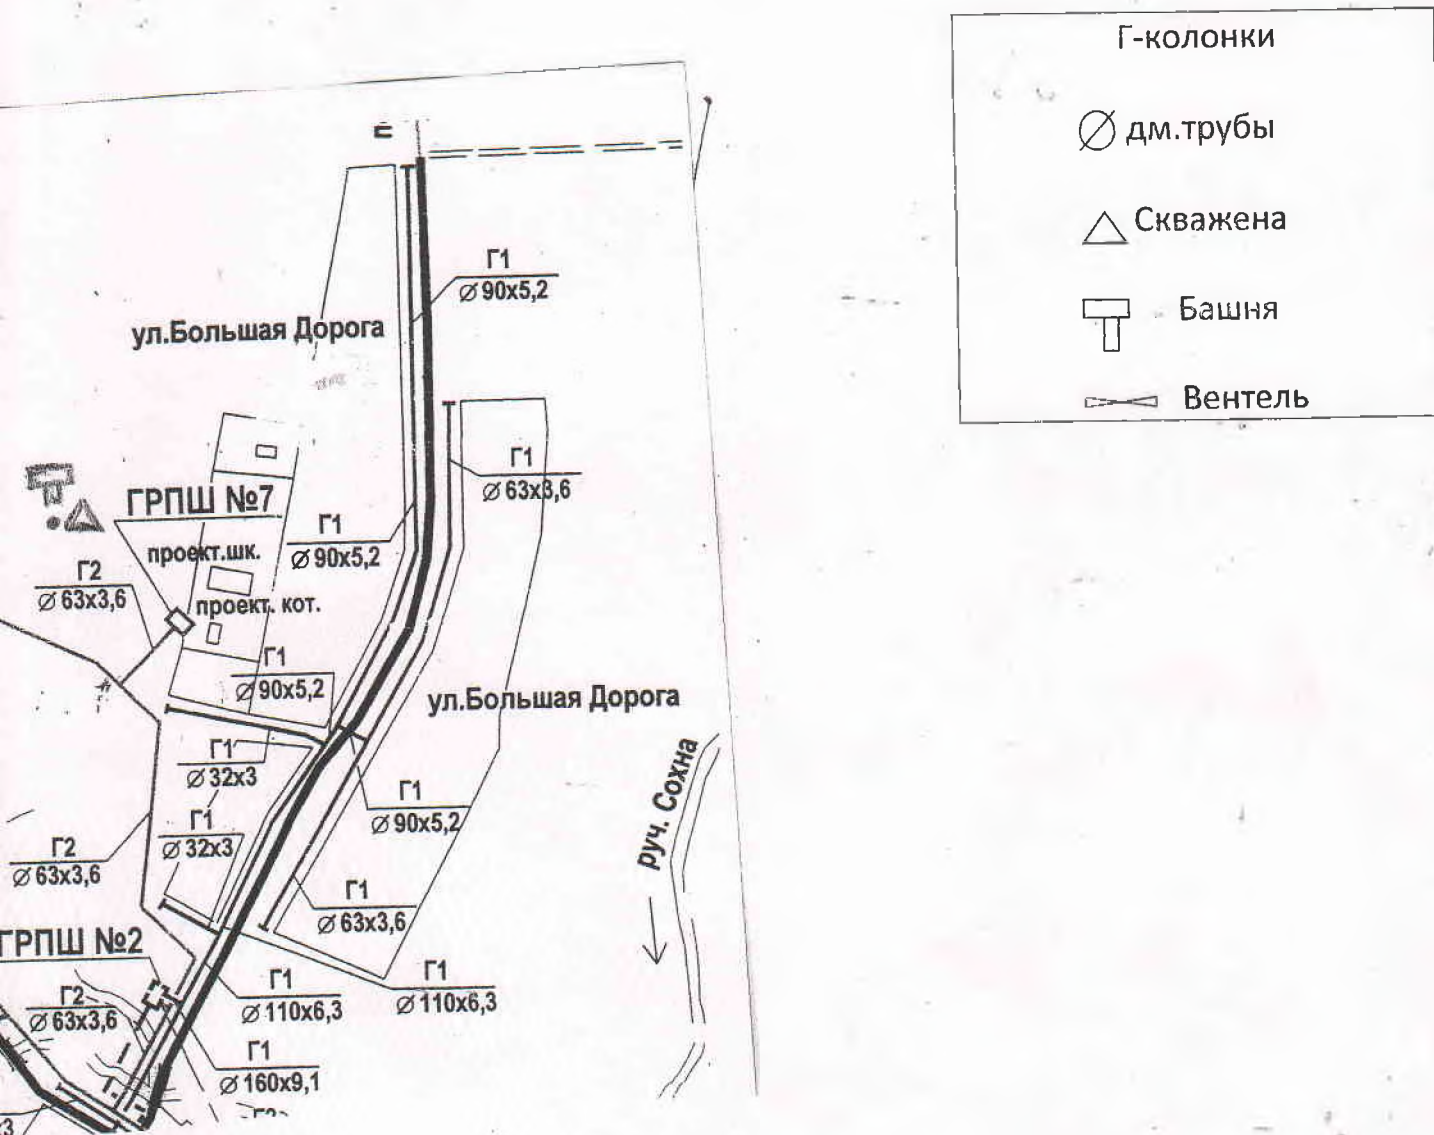 Г-колонки
Ø дм.трубы
Скважена
Башня
Вентель
Г1
Ø 90х5,2
ул.Большая Дорога
Г1
Ø 63х3,6
ГРПШ №7
Г1
Ø 90х5,2
проект.шк.
Г2
Ø 63х3,6
проект. кот.
Г1
Ø 90х5,2
ул.Большая Дорога
Г1
Ø 32х3
руч. Сохна
Г1
Ø 90х5,2
Г1
Ø 32х3
Г2
Ø 63х3,6
Г1
Ø 63х3,6
ГРПШ №2
Г1
Ø 110х6,3
Г1
Ø 110х6,3
Г2
Ø 63х3,6
Г1
Ø 160х9,1